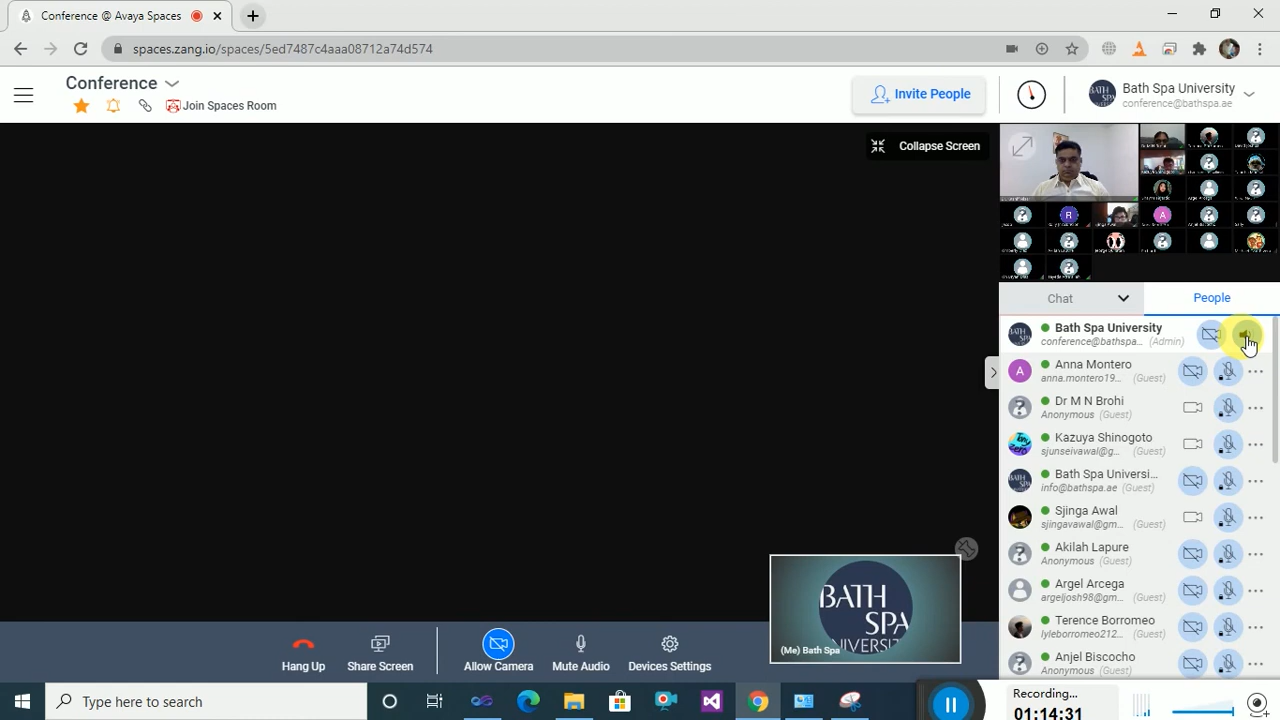 Conference @ Avaya Spaces
spaces.zang.io/spaces/5ed7487c4aaa08712a74d574
Conference
Join Spaces Room
Invite People
Bath Spa University
conference@bathspa.ae
Collapse Screen
Chat
People
Bath Spa University
conference@bathspa... (Admin)
A Anna Montero
anna.montero19... (Guest)
Dr M N Brohi
Anonymous (Guest)
Kazuya Shinogoto
sjunseivawal@g... (Guest)
Bath Spa Universi...
info@bathspa.ae (Guest)
Sjinga Awal
sjingavawal@gm... (Guest)
Akilah Lapure
Anonymous (Guest)
Argel Arcega
argeljosh98@gm... (Guest)
Terence Borromeo
lyleborromeo212... (Guest)
Anjel Biscocho
Anonymous (Guest)
BATH
SPA
UNIVERSITY
(Me) Bath Spa
Hang Up
Share Screen
Allow Camera
Mute Audio
Devices Settings
Type here to search
Recording...
01:14:31